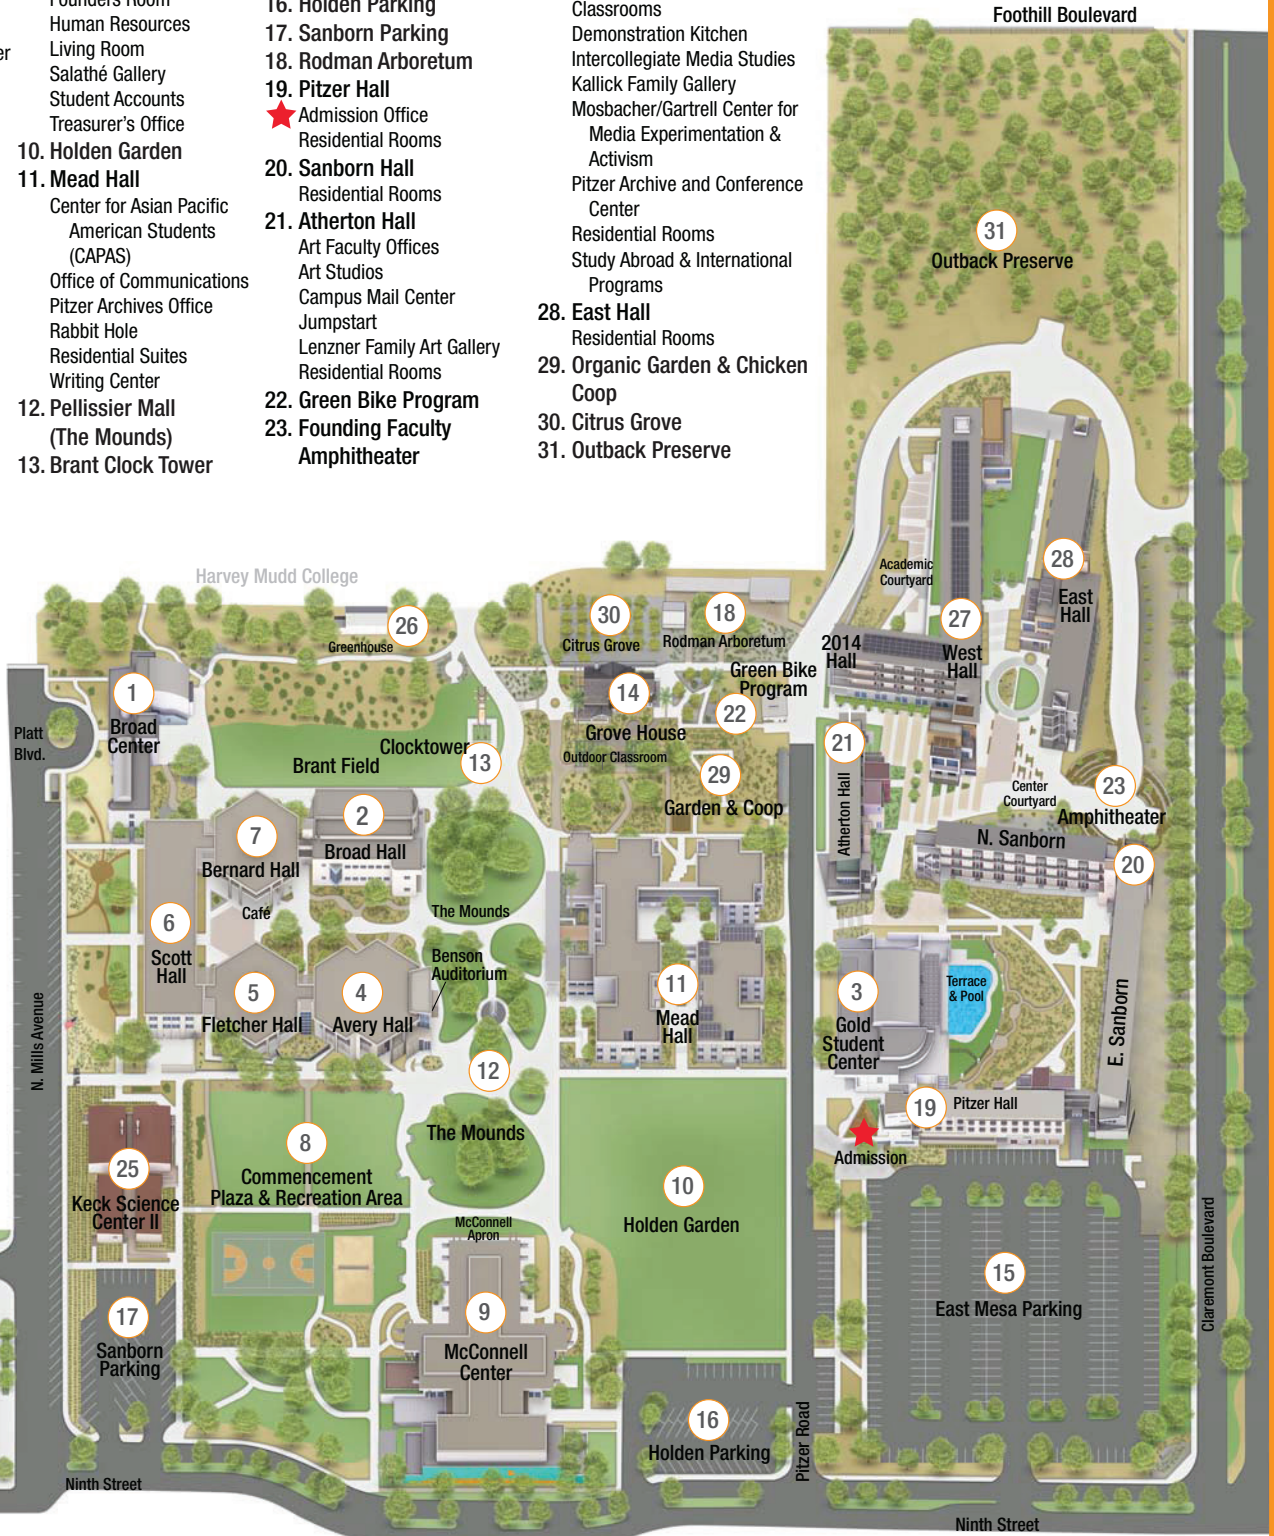 Founders Room
Human Resources
Living Room
Salathé Gallery
Student Accounts
Treasurer's Office
10. Holden Garden
11. Mead Hall
Center for Asian Pacific
American Students
(CAPAS)
Office of Communications
Pitzer Archives Office
Rabbit Hole
Residential Suites
Writing Center
12. Pellissier Mall
(The Mounds)
13. Brant Clock Tower
16. Holden Parking
17. Sanborn Parking
18. Rodman Arboretum
19. Pitzer Hall
Admission Office
Residential Rooms
20. Sanborn Hall
Residential Rooms
21. Atherton Hall
Art Faculty Offices
Art Studios
Campus Mail Center
Jumpstart
Lenzner Family Art Gallery
Residential Rooms
22. Green Bike Program
23. Founding Faculty
Amphitheater
Classrooms
Demonstration Kitchen
Intercollegiate Media Studies
Kallick Family Gallery
Mosbacher/Gartrell Center for
Media Experimentation &
Activism
Pitzer Archive and Conference
Center
Residential Rooms
Study Abroad & International
Programs
28. East Hall
Residential Rooms
29. Organic Garden & Chicken
Coop
30. Citrus Grove
31. Outback Preserve
Foothill Boulevard
31
Outback Preserve
Harvey Mudd College
Academic
Courtyard
28
East
Hall
27
West
Hall
2014
Hall
26
Greenhouse
30
Citrus Grove
18
Rodman Arboretum
1
Broad
Center
Platt
Blvd.
14
Grove House
Outdoor Classroom
Green Bike
Program
22
21
Atherton Hall
Clocktower
13
Brant Field
29
Garden & Coop
Center
Courtyard
23
Amphitheater
7
Bernard Hall
2
Broad Hall
N. Sanborn
20
Café
The Mounds
6
Scott
Hall
Benson
Auditorium
5
Fletcher Hall
4
Avery Hall
11
Mead
Hall
3
Gold
Student
Center
Terrace
& Pool
E. Sanborn
N. Mills Avenue
12
The Mounds
19
Pitzer Hall
Admission
8
Commencement
Plaza & Recreation Area
25
Keck Science
Center II
10
Holden Garden
McConnell
Apron
9
McConnell
Center
15
East Mesa Parking
Claremont Boulevard
17
Sanborn
Parking
16
Holden Parking
Pitzer Road
Ninth Street
Ninth Street